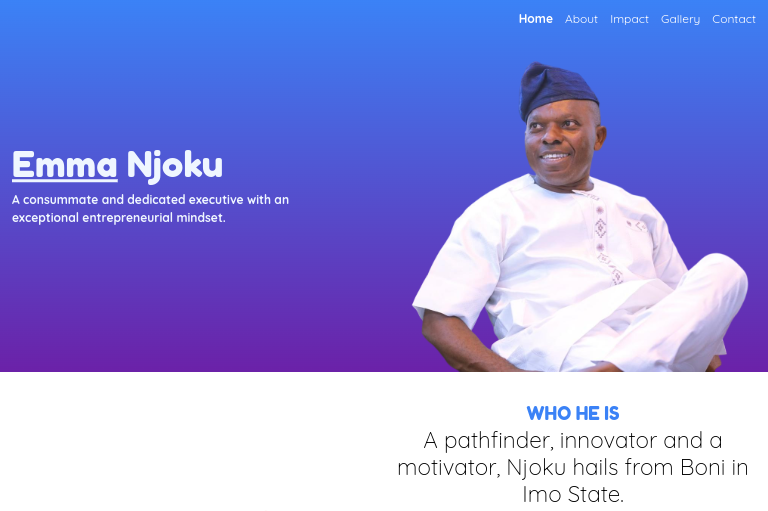 Home About Impact Gallery Contact
Emma Njoku
A consummate and dedicated executive with an
exceptional entrepreneurial mindset.
WHO HE IS
A pathfinder, innovator and a
motivator, Njoku hails from Boni in
Imo State.